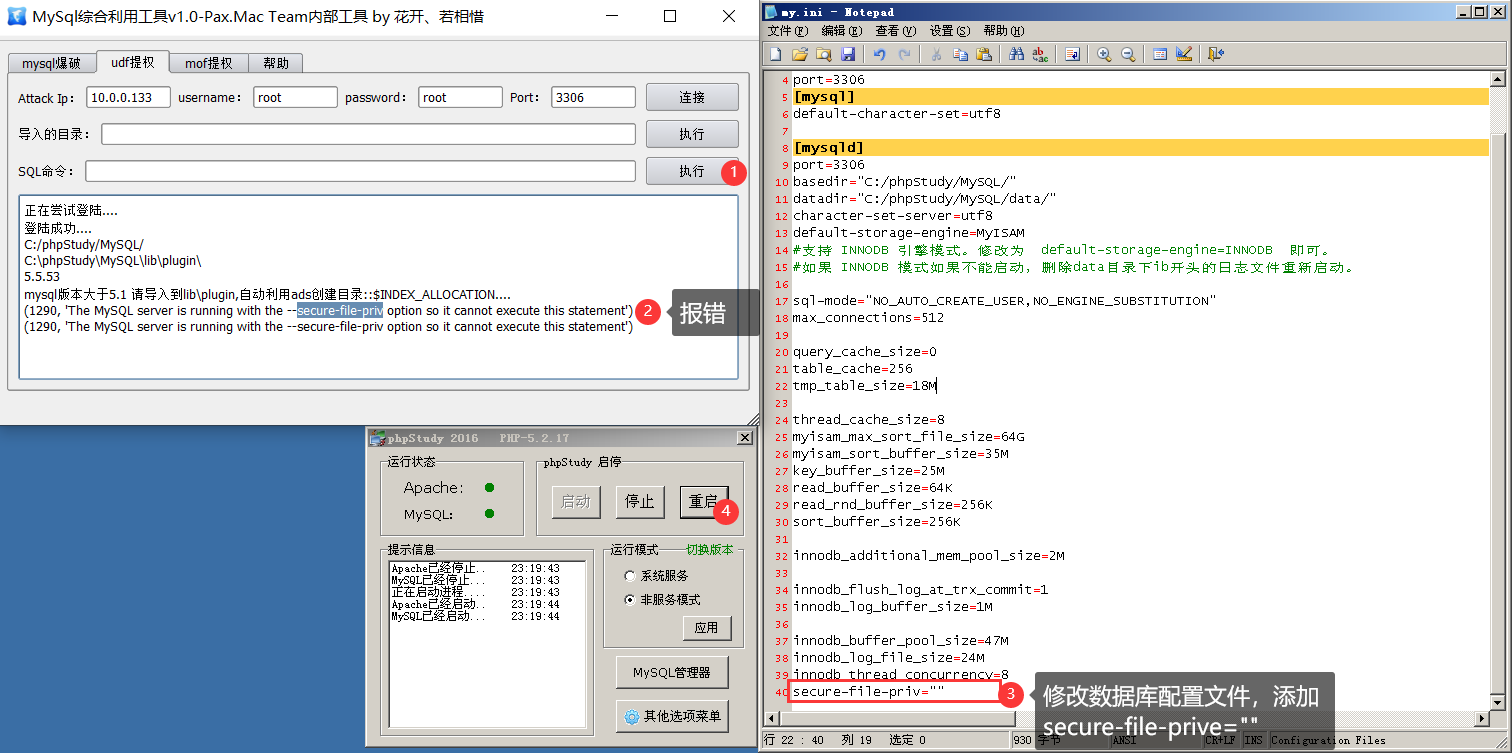 MySql综合利用工具v1.0-Pax.Mac Team内部工具 by 花开、若相惜
mysql爆破 udf提权 mof提权 帮助
Attack Ip: 10.0.0.133 username: root password: root Port: 3306 连接
导入的目录: 执行
SQL命令: 执行 1
正在尝试登陆....
登陆成功....
C:/phpStudy/MySQL/
C:\phpStudy\MySQL\lib\plugin\
5.5.53
mysql版本大于5.1 请导入到lib\plugin,自动利用ads创建目录::$INDEX_ALLOCATION....
(1290, 'The MySQL server is running with the --secure-file-priv option so it cannot execute this statement')
(1290, 'The MySQL server is running with the --secure-file-priv option so it cannot execute this statement')
2 报错
phpStudy 2016 PHP-5.2.17
运行状态
Apache:
MySQL:
phpStudy 启停
启动 停止 重启 4
提示信息
Apache已经停止.. 23:19:43
MySQL已经停止... 23:19:43
正在启动进程.... 23:19:43
Apache已经启动.. 23:19:44
MySQL已经启动... 23:19:44
运行模式 切换版本
系统服务
非服务模式
应用
MySQL管理器
其他选项菜单
my.ini - Notepad
文件(F) 编辑(E) 查看(V) 设置(S) 帮助(H)
4 port=3306
5 [mysql]
6 default-character-set=utf8
7
8 [mysqld]
9 port=3306
10 basedir="C:/phpStudy/MySQL/"
11 datadir="C:/phpStudy/MySQL/data/"
12 character-set-server=utf8
13 default-storage-engine=MyISAM
14 #支持 INNODB 引擎模式。修改为 default-storage-engine=INNODB 即可。
15 #如果 INNODB 模式如果不能启动，删除data目录下ib开头的日志文件重新启动。
16
17 sql-mode="NO_AUTO_CREATE_USER,NO_ENGINE_SUBSTITUTION"
18 max_connections=512
19
20 query_cache_size=0
21 table_cache=256
22 tmp_table_size=18M
23
24 thread_cache_size=8
25 myisam_max_sort_file_size=64G
26 myisam_sort_buffer_size=35M
27 key_buffer_size=25M
28 read_buffer_size=64K
29 read_rnd_buffer_size=256K
30 sort_buffer_size=256K
31
32 innodb_additional_mem_pool_size=2M
33
34 innodb_flush_log_at_trx_commit=1
35 innodb_log_buffer_size=1M
36
37 innodb_buffer_pool_size=47M
38 innodb_log_file_size=24M
39 innodb_thread_concurrency=8
40 secure-file-priv=""
3 修改数据库配置文件，添加
secure-file-prive=""
行 22 : 40 列 19 选定 0 930 字节 ANSI CR+LF INS Configuration Files